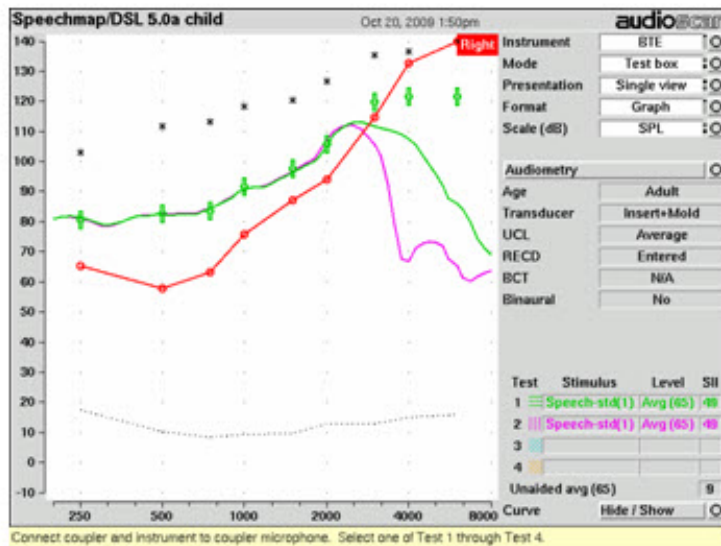 Speechmap/DSL 5.0a child Oct 20, 2009 1:50pm audioscan
140
130
120
110
100
90
80
70
60
50
40
30
20
10
0
-10
250 500 1000 2000 4000 8000
Right
Instrument BTE
Mode Test box
Presentation Single view
Format Graph
Scale (dB) SPL
Audiometry
Age Adult
Transducer Insert+Mold
UCL Average
RECD Entered
BCT N/A
Binaural No
Test Stimulus Level SII
1 Speech-std(1) Avg (65) 49
2 Speech-std(1) Avg (65) 49
3
4
Unaided avg (65) 9
Curve Hide / Show
Connect coupler and instrument to coupler microphone. Select one of Test 1 through Test 4.